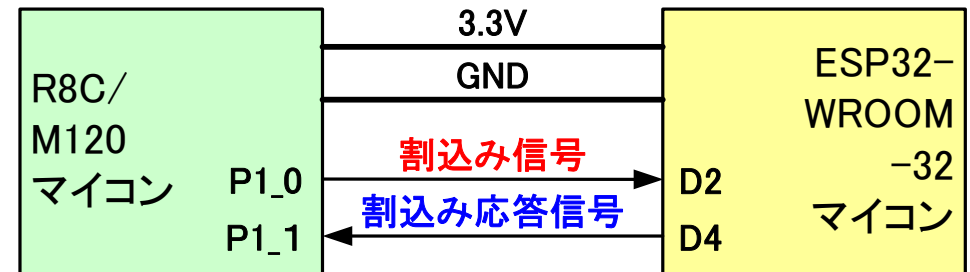 3.3V
GND
R8C/
M120
マイコン
P1_0
P1_1
割込み信号
割込み応答信号
D2
D4
ESP32-
WROOM
-32
マイコン